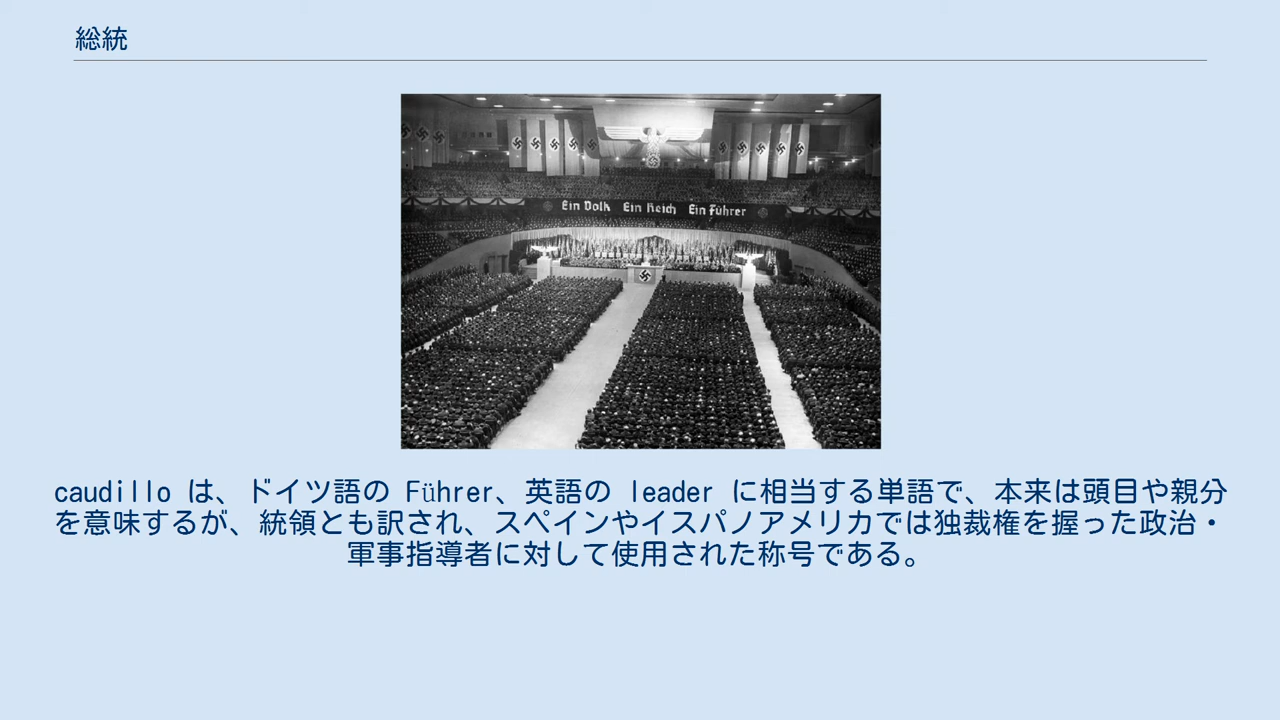 総統
Ein Volk Ein Reich Ein Führer
caudillo は、ドイツ語の Führer、英語の leader に相当する単語で、本来は頭目や親分
を意味するが、統領とも訳され、スペインやイスパノアメリカでは独裁権を握った政治・
軍事指導者に対して使用された称号である。